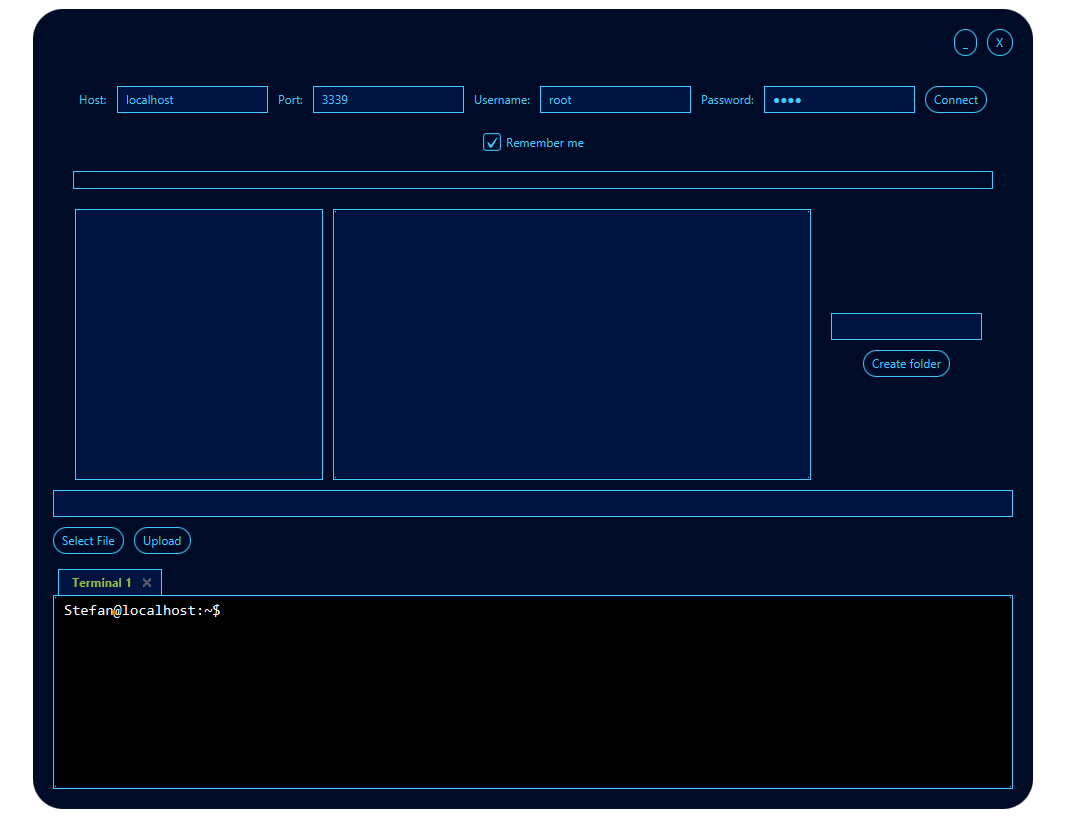 _ X
Host: localhost Port: 3339 Username: root Password: ●●●● Connect
Remember me
Create folder
Select File Upload
Terminal 1 ×
Stefan@localhost:~$